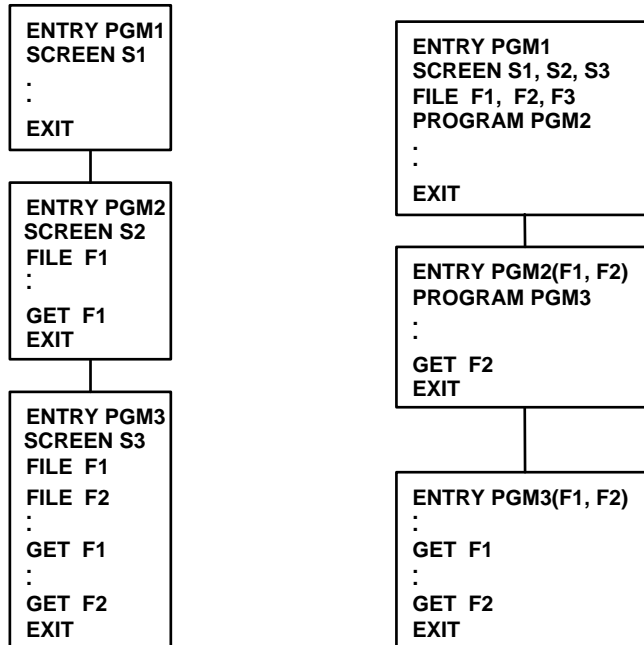 ENTRY PGM1
SCREEN S1
.
.
EXIT
ENTRY PGM2
SCREEN S2
FILE F1
:
GET F1
EXIT
ENTRY PGM3
SCREEN S3
FILE F1
FILE F2
:
GET F1
:
GET F2
EXIT
ENTRY PGM1
SCREEN S1, S2, S3
FILE F1, F2, F3
PROGRAM PGM2
.
.
EXIT
ENTRY PGM2(F1, F2)
PROGRAM PGM3
.
.
GET F2
EXIT
ENTRY PGM3(F1, F2)
:
GET F1
:
GET F2
EXIT